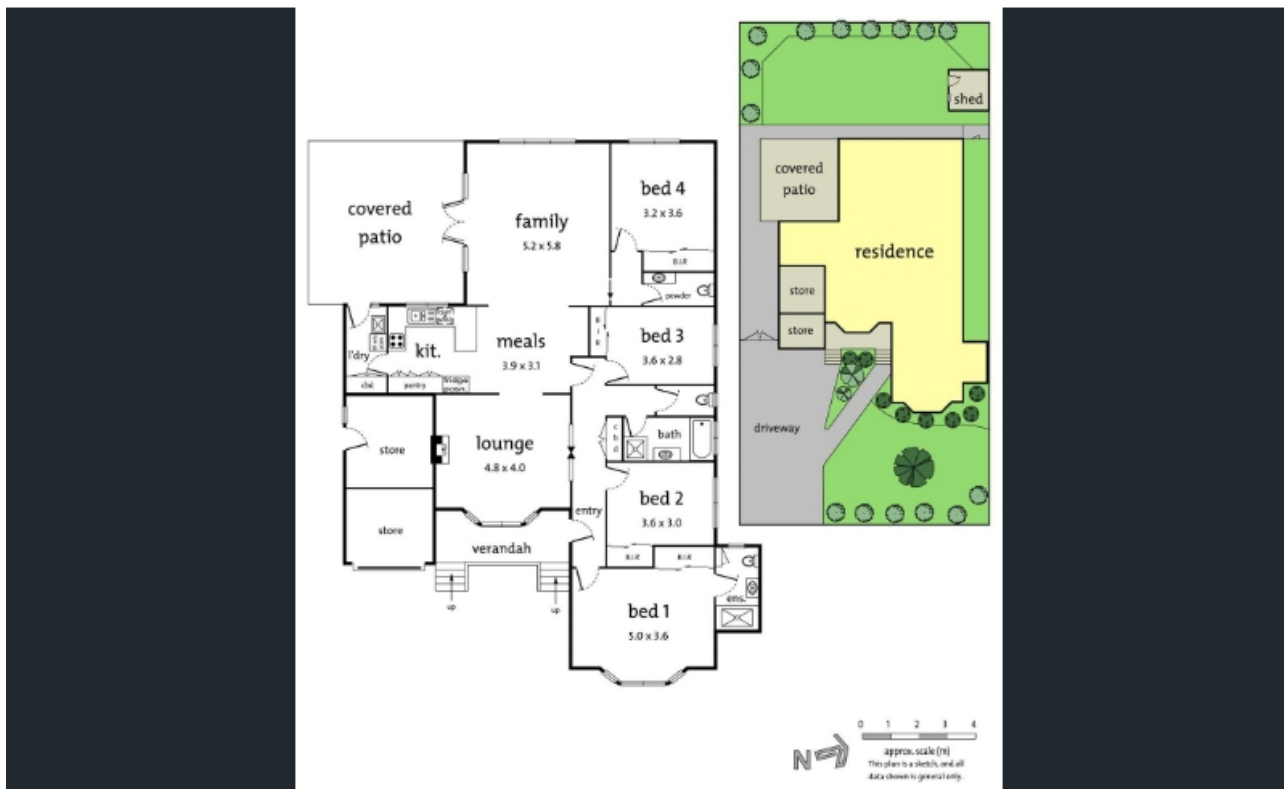 covered
patio
family
5.2 x 5.8
bed 4
3.2 x 3.6
B.I.R
powder
l'dry
kit.
meals
3.9 x 3.1
B
I
R
bed 3
3.6 x 2.8
cbd
pantry
fridge
store
lounge
4.8 x 4.0
c
b
d
bath
store
entry
bed 2
3.6 x 3.0
verandah
B.I.R
B.I.R
up
up
bed 1
5.0 x 3.6
ens.
shed
covered
patio
residence
store
store
driveway
N
0 1 2 3 4
approx. scale (m)
This plan is a sketch, and all
data shown is general only.